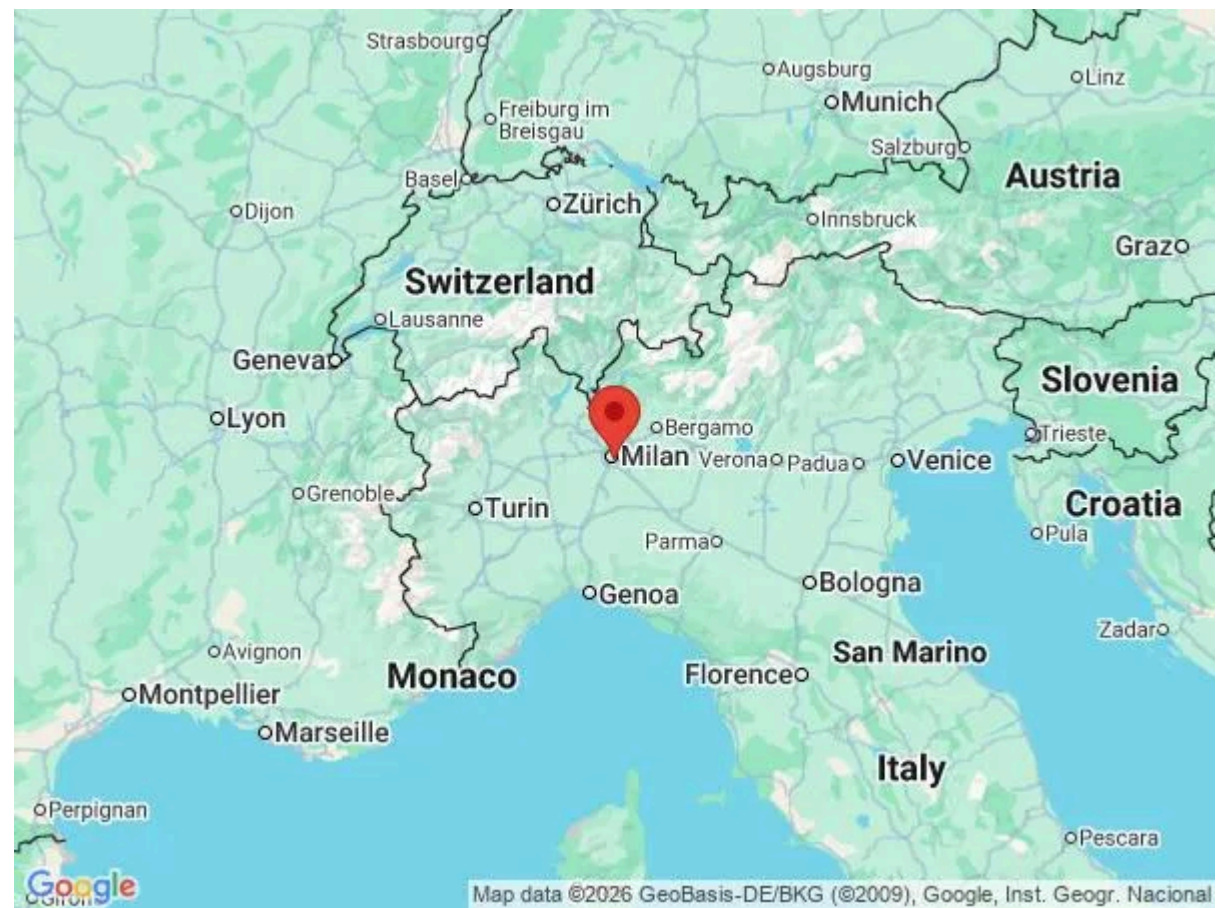 Strasbourg
Augsburg
Linz
Munich
Freiburg im
Breisgau
Salzburg
Basel
Austria
Zürich
Dijon
Innsbruck
Graz
Switzerland
Lausanne
Geneva
Slovenia
Lyon
Bergamo
Trieste
Milan
Verona
Padua
Venice
Grenoble
Turin
Croatia
Pula
Parma
Bologna
Genoa
Zadar
Avignon
San Marino
Monaco
Florence
Montpellier
Marseille
Italy
Perpignan
Pescara
Google
Map data ©2026 GeoBasis-DE/BKG (©2009), Google, Inst. Geogr. Nacional